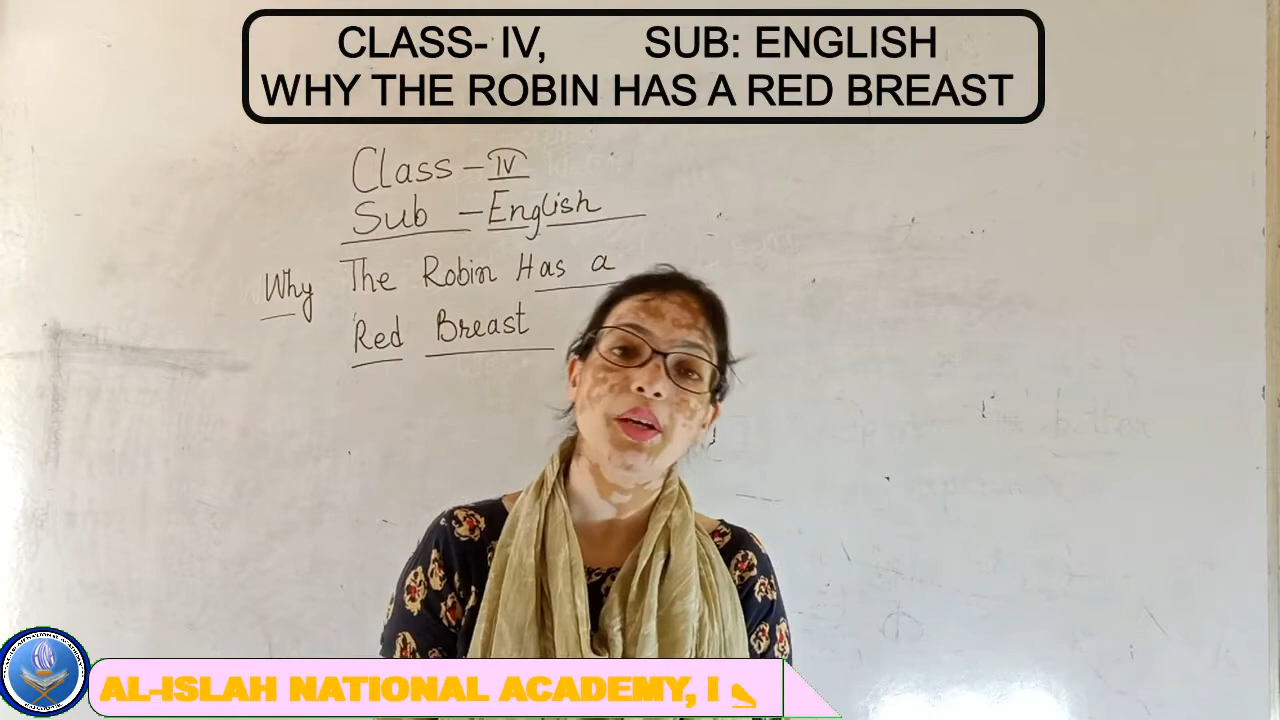 CLASS- IV, SUB: ENGLISH
WHY THE ROBIN HAS A RED BREAST
Class - IV
Sub - English
Why The Robin Has a
Red Breast
AL-ISLAH NATIONAL ACADEMY, I